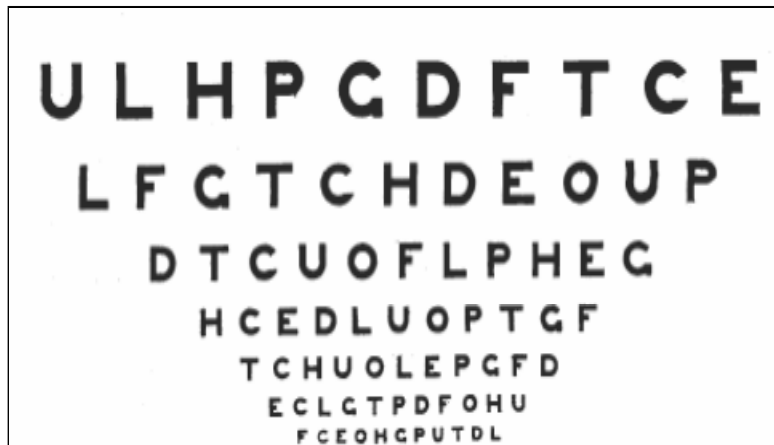 U L H P G D F T C E
L F G T C H D E O U P
D T C U O F L P H E G
H C E D L U O P T G F
T C H U O L E P G F D
E C L G T P D F O H U
F C E O H G P U T D L